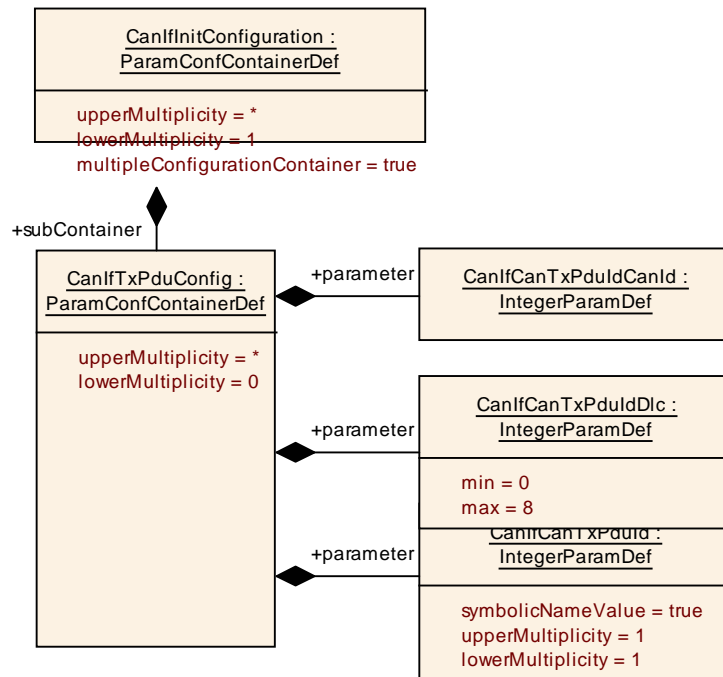 CanIfInitConfiguration :
ParamConfContainerDef
upperMultiplicity = *
lowerMultiplicity = 1
multipleConfigurationContainer = true
+subContainer
CanIfTxPduConfig :
ParamConfContainerDef
upperMultiplicity = *
lowerMultiplicity = 0
+parameter
CanIfCanTxPduIdCanId :
IntegerParamDef
+parameter
CanIfCanTxPduIdDlc :
IntegerParamDef
min = 0
max = 8
+parameter
CanIfCanTxPduId :
IntegerParamDef
symbolicNameValue = true
upperMultiplicity = 1
lowerMultiplicity = 1